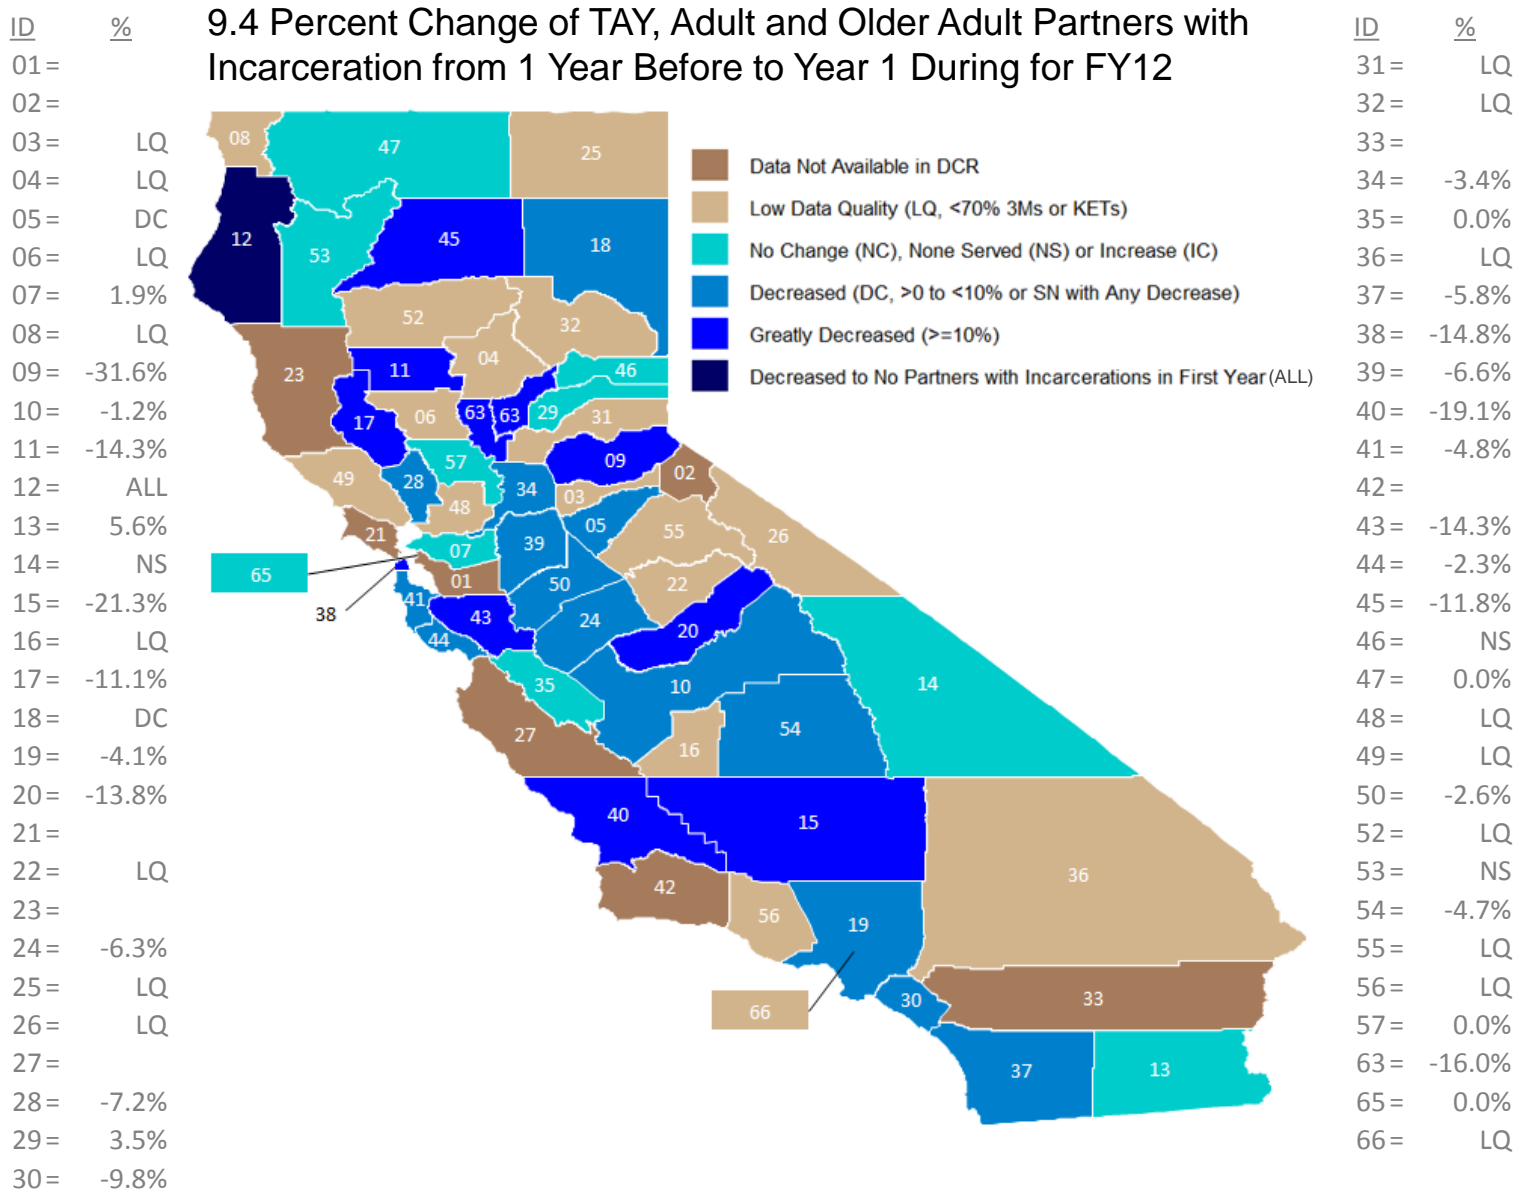 9.4 Percent Change of TAY, Adult and Older Adult Partners with
Incarceration from 1 Year Before to Year 1 During for FY12
ID %
01 =
02 =
03 = LQ
04 = LQ
05 = DC
06 = LQ
07 = 1.9%
08 = LQ
09 = -31.6%
10 = -1.2%
11 = -14.3%
12 = ALL
13 = 5.6%
14 = NS
15 = -21.3%
16 = LQ
17 = -11.1%
18 = DC
19 = -4.1%
20 = -13.8%
21 =
22 = LQ
23 =
24 = -6.3%
25 = LQ
26 = LQ
27 =
28 = -7.2%
29 = 3.5%
30 = -9.8%
08
47
25
12
53
45
18
52
32
04
46
11
23
06
63
63
29
31
17
57
09
02
49
28
34
03
48
05
55
26
21
39
07
65
01
50
22
38
41
43
24
20
44
35
10
14
27
16
54
40
15
36
42
56
19
30
33
66
37
13
Data Not Available in DCR
Low Data Quality (LQ, <70% 3Ms or KETs)
No Change (NC), None Served (NS) or Increase (IC)
Decreased (DC, >0 to <10% or SN with Any Decrease)
Greatly Decreased (>=10%)
Decreased to No Partners with Incarcerations in First Year (ALL)
ID %
31 = LQ
32 = LQ
33 =
34 = -3.4%
35 = 0.0%
36 = LQ
37 = -5.8%
38 = -14.8%
39 = -6.6%
40 = -19.1%
41 = -4.8%
42 =
43 = -14.3%
44 = -2.3%
45 = -11.8%
46 = NS
47 = 0.0%
48 = LQ
49 = LQ
50 = -2.6%
52 = LQ
53 = NS
54 = -4.7%
55 = LQ
56 = LQ
57 = 0.0%
63 = -16.0%
65 = 0.0%
66 = LQ